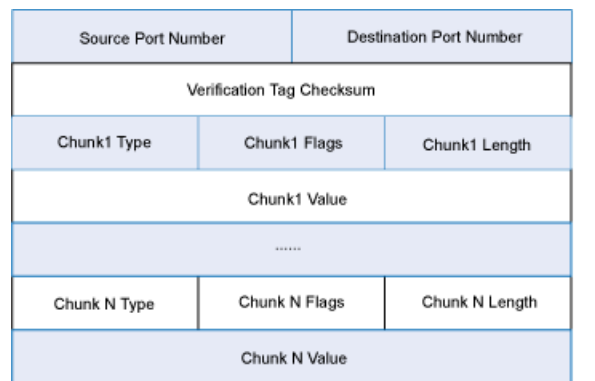 Source Port Number Destination Port Number
Verification Tag Checksum
Chunk1 Type Chunk1 Flags Chunk1 Length
Chunk1 Value
......
Chunk N Type Chunk N Flags Chunk N Length
Chunk N Value